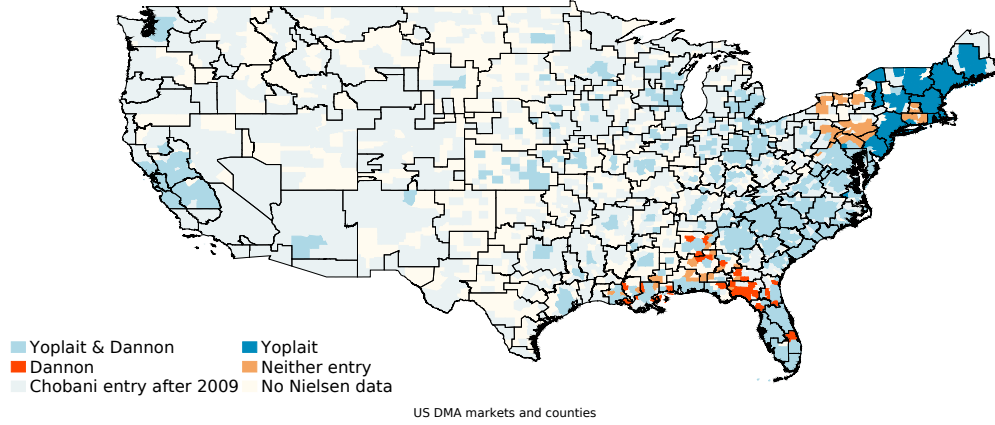 Yoplait & Dannon
Yoplait
Dannon
Neither entry
Chobani entry after 2009
No Nielsen data
US DMA markets and counties